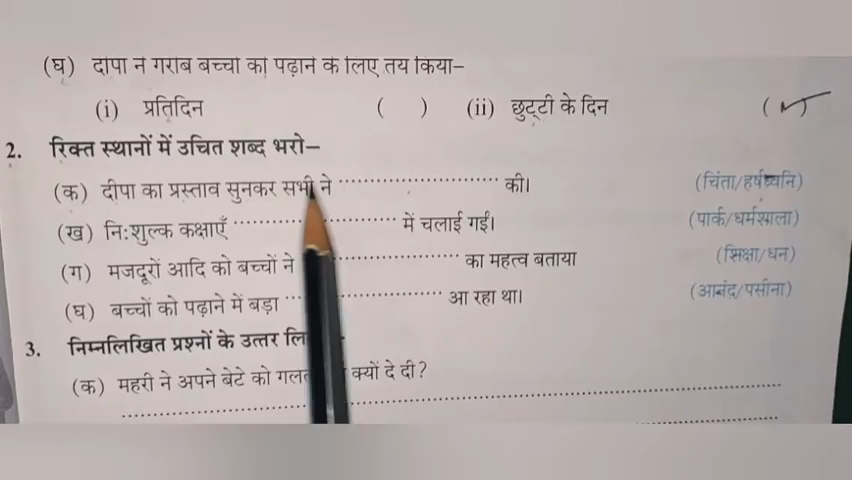 (घ) दीपा ने गरीब बच्चों को पढ़ाने के लिए तय किया–
(i) प्रतिदिन ( ) (ii) छुट्टी के दिन (✓)
2. रिक्त स्थानों में उचित शब्द भरो–
(क) दीपा का प्रस्ताव सुनकर सभी ने .............................. की। (चिंता/हर्षध्वनि)
(ख) नि:शुल्क कक्षाएँ .............................. में चलाई गईं। (पार्क/धर्मशाला)
(ग) मजदूरों आदि को बच्चों ने .............................. का महत्व बताया (शिक्षा/धन)
(घ) बच्चों को पढ़ाने में बड़ा .............................. आ रहा था। (आनंद/पसीना)
3. निम्नलिखित प्रश्नों के उत्तर
(क) महरी ने अपने बेटे को क्यों दे दी?